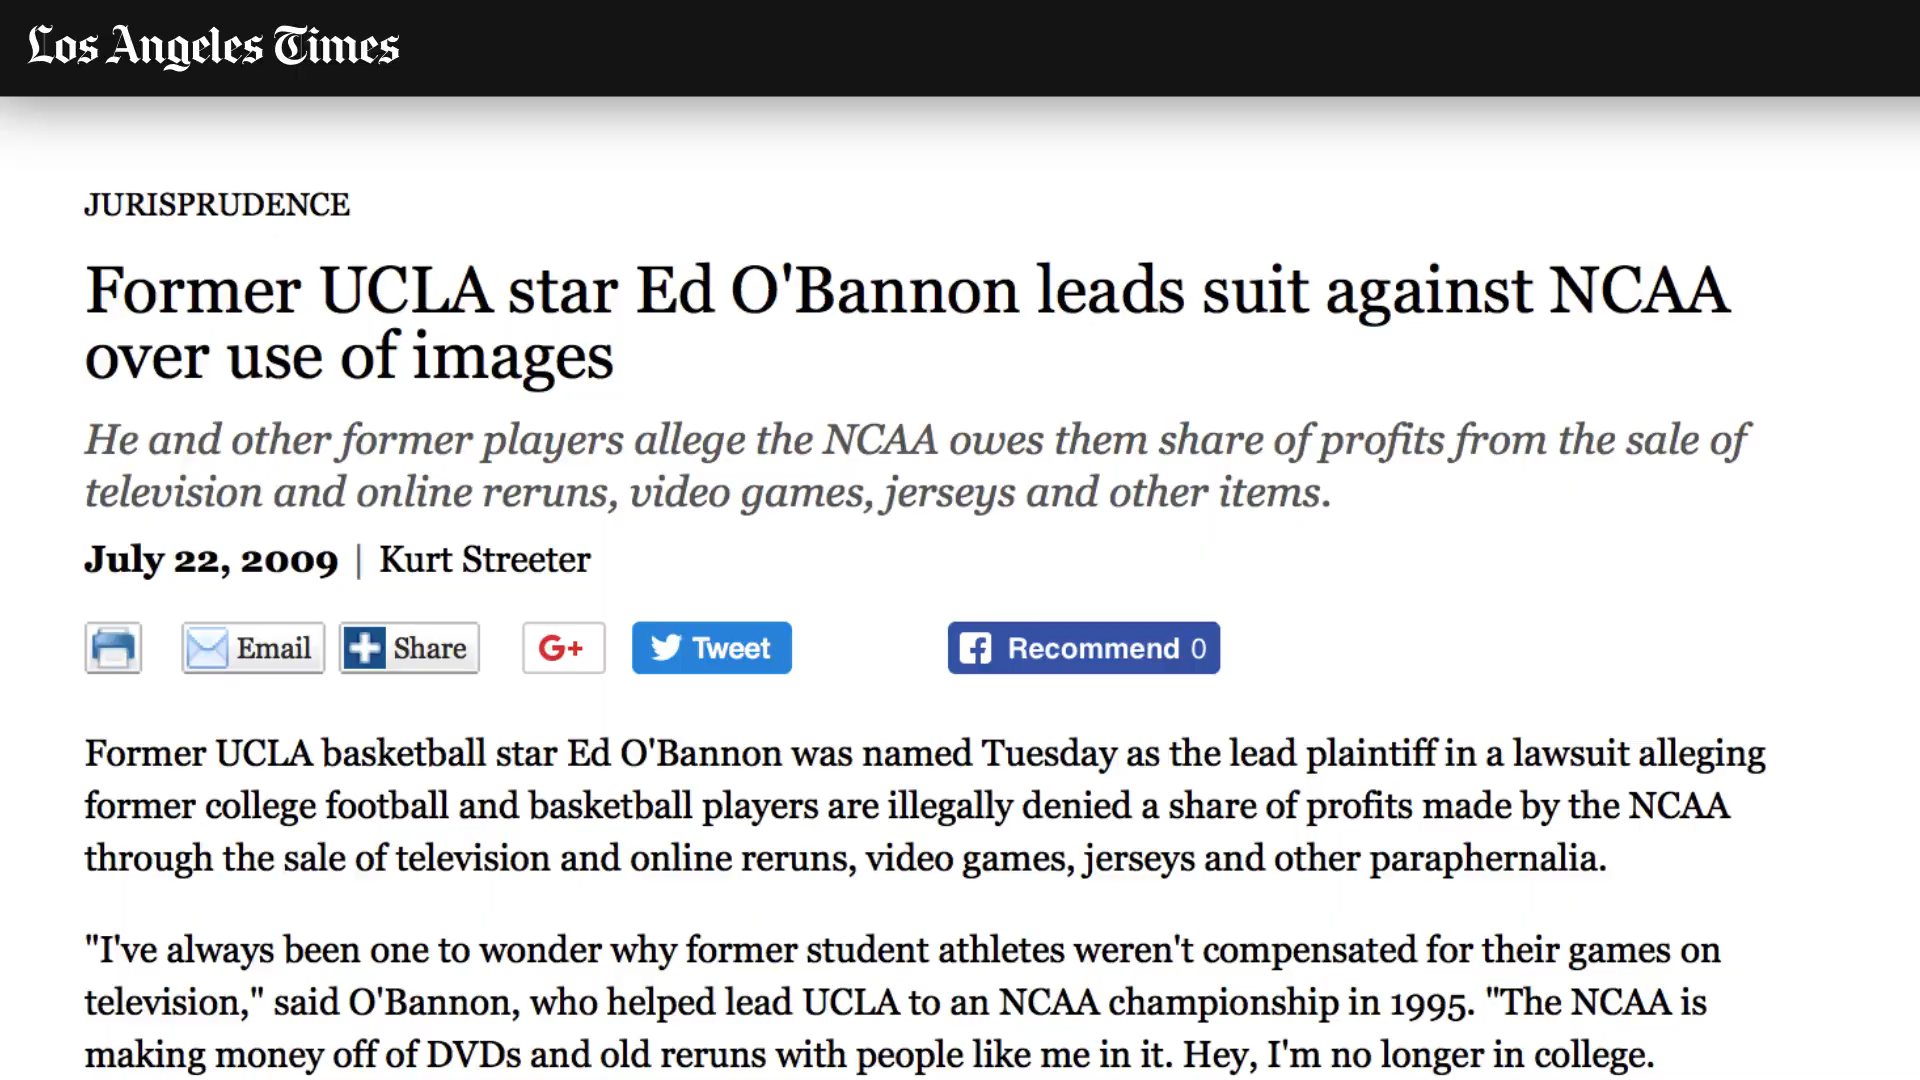 Los Angeles Times
JURISPRUDENCE
Former UCLA star Ed O'Bannon leads suit against NCAA
over use of images
He and other former players allege the NCAA owes them share of profits from the sale of
television and online reruns, video games, jerseys and other items.
July 22, 2009 | Kurt Streeter
Email Share G+ Tweet Recommend 0
Former UCLA basketball star Ed O'Bannon was named Tuesday as the lead plaintiff in a lawsuit alleging
former college football and basketball players are illegally denied a share of profits made by the NCAA
through the sale of television and online reruns, video games, jerseys and other paraphernalia.
"I've always been one to wonder why former student athletes weren't compensated for their games on
television," said O'Bannon, who helped lead UCLA to an NCAA championship in 1995. "The NCAA is
making money off of DVDs and old reruns with people like me in it. Hey, I'm no longer in college.